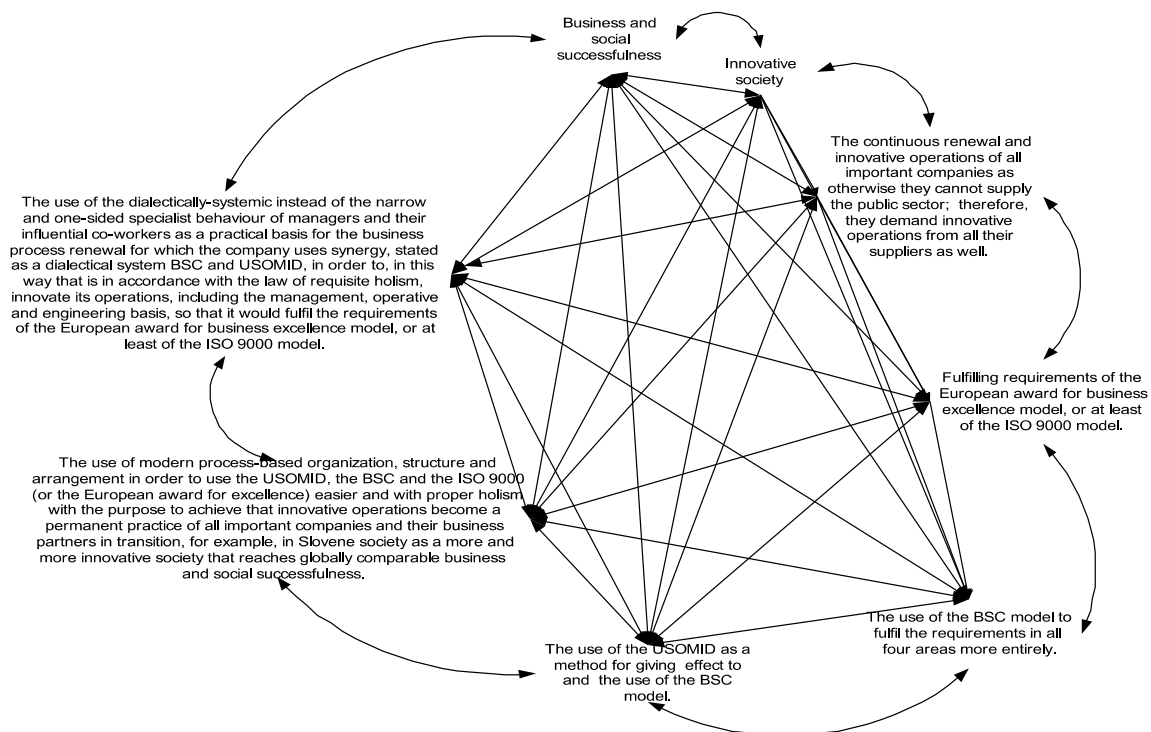 Business and
social
successfulness
Innovative
society
The continuous renewal and
innovative operations of all
important companies as
otherwise they cannot supply
the public sector; therefore,
they demand innovative
operations from all their
suppliers as well.
The use of the dialectically-systemic instead of the narrow
and one-sided specialist behaviour of managers and their
influential co-workers as a practical basis for the business
process renewal for which the company uses synergy, stated
as a dialectical system BSC and USOMID, in order to, in this
way that is in accordance with the law of requisite holism,
innovate its operations, including the management, operative
and engineering basis, so that it would fulfil the requirements
of the European award for business excellence model, or at
least of the ISO 9000 model.
Fulfilling requirements of the
European award for business
excellence model, or at least
of the ISO 9000 model.
The use of modern process-based organization, structure and
arrangement in order to use the USOMID, the BSC and the ISO 9000
(or the European award for excellence) easier and with proper holism
with the purpose to achieve that innovative operations become a
permanent practice of all important companies and their business
partners in transition, for example, in Slovene society as a more and
more innovative society that reaches globally comparable business
and social successfulness.
The use of the BSC model to
fulfil the requirements in all
four areas more entirely.
The use of the USOMID as a
method for giving effect to
and the use of the BSC
model.